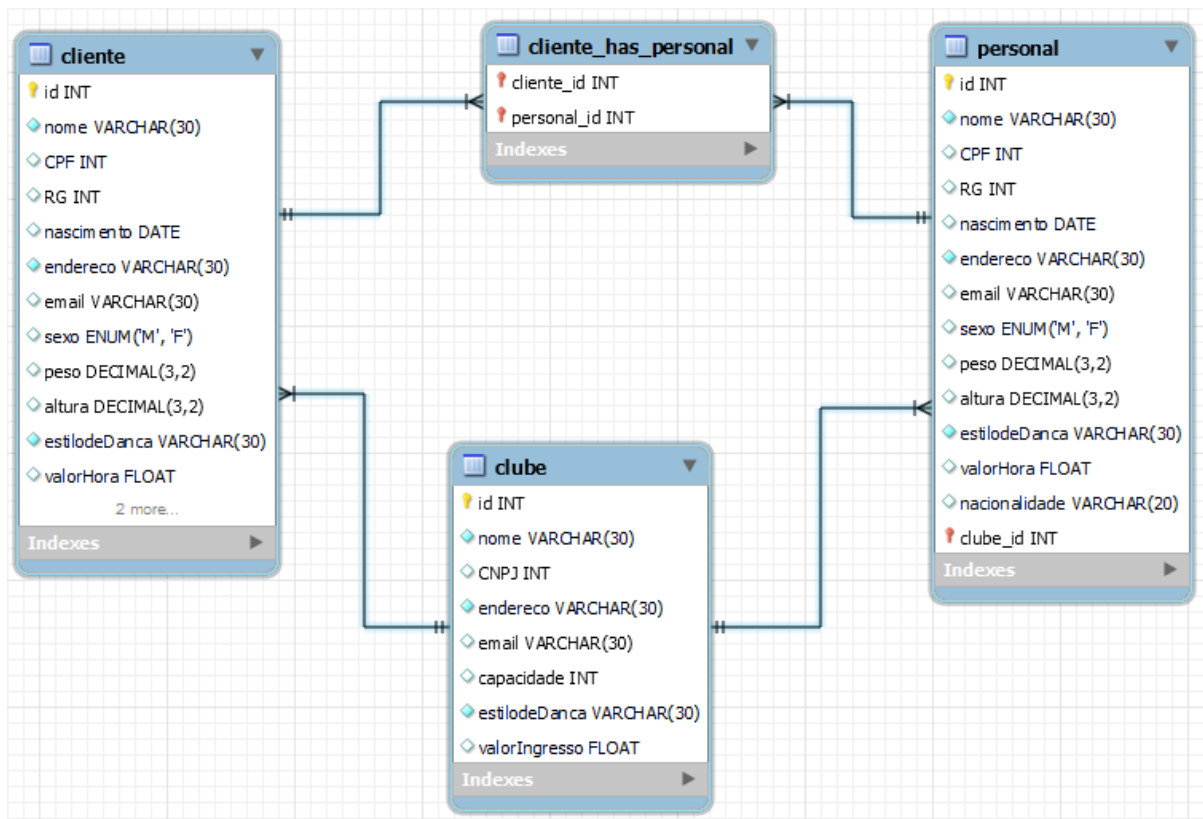 cliente
id INT
nome VARCHAR(30)
CPF INT
RG INT
nascimento DATE
endereco VARCHAR(30)
email VARCHAR(30)
sexo ENUM('M', 'F')
peso DECIMAL(3,2)
altura DECIMAL(3,2)
estilodeDanca VARCHAR(30)
valorHora FLOAT
2 more...
Indexes
cliente_has_personal
cliente_id INT
personal_id INT
Indexes
personal
id INT
nome VARCHAR(30)
CPF INT
RG INT
nascimento DATE
endereco VARCHAR(30)
email VARCHAR(30)
sexo ENUM('M', 'F')
peso DECIMAL(3,2)
altura DECIMAL(3,2)
estilodeDanca VARCHAR(30)
valorHora FLOAT
nacionalidade VARCHAR(20)
clube_id INT
Indexes
clube
id INT
nome VARCHAR(30)
CNPJ INT
endereco VARCHAR(30)
email VARCHAR(30)
capacidade INT
estilodeDanca VARCHAR(30)
valorIngresso FLOAT
Indexes